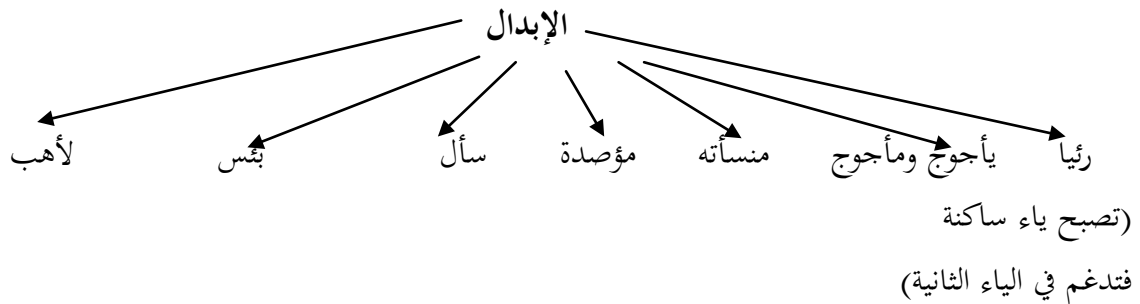 الإبدال
رئيا يأجوج ومأجوج منسأته مؤصدة سأل بئس لأهب
(تصبح ياء ساكنة
فتدغم في الياء الثانية)